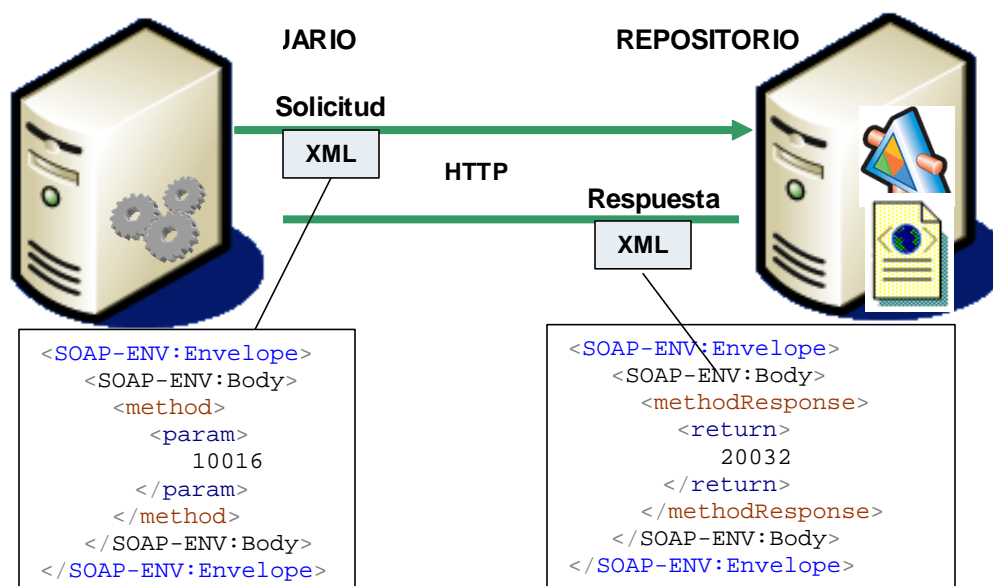 JARIO
REPOSITORIO
Solicitud
XML
HTTP
Respuesta
XML
<SOAP-ENV:Envelope>
<SOAP-ENV:Body>
<method>
<param>
10016
</param>
</method>
</SOAP-ENV:Body>
</SOAP-ENV:Envelope>
<SOAP-ENV:Envelope>
<SOAP-ENV:Body>
<methodResponse>
<return>
20032
</return>
</methodResponse>
</SOAP-ENV:Body>
</SOAP-ENV:Envelope>